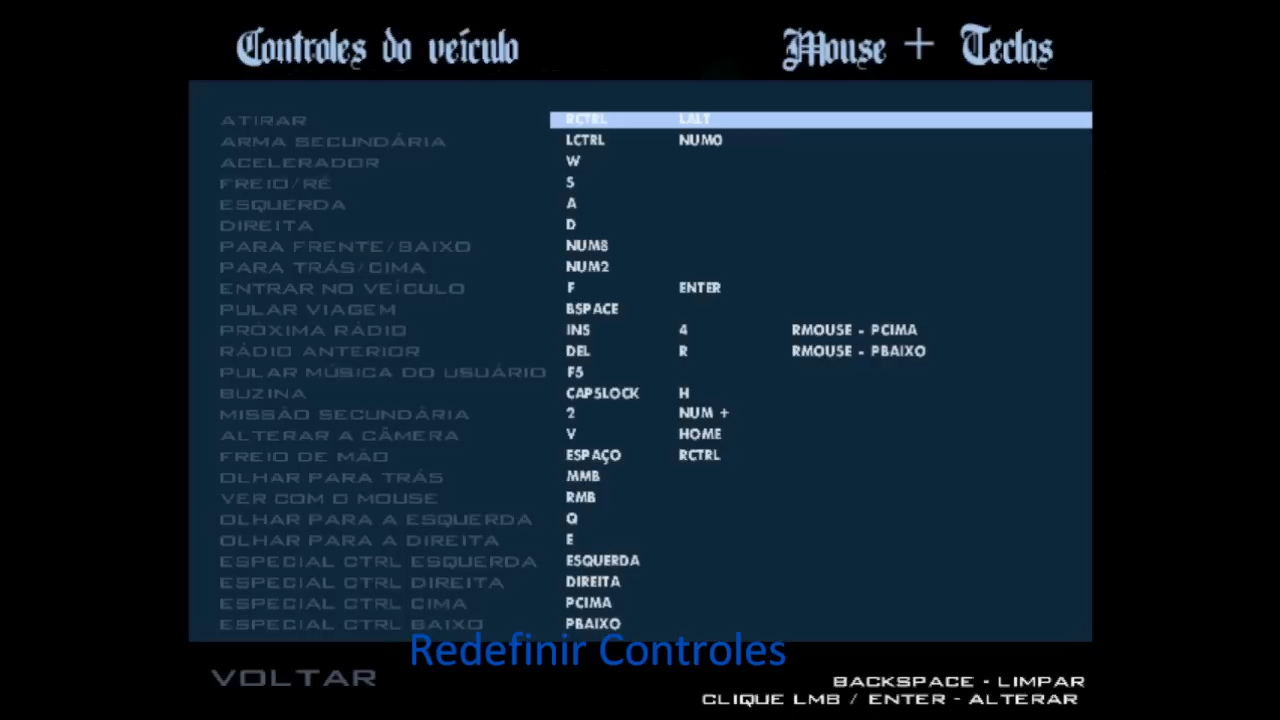 Controles do veículo Mouse + Teclas
ATIRAR RCTRL LALT
ARMA SECUNDÁRIA LCTRL NUM0
ACELERADOR W
FREIO/RÉ S
ESQUERDA A
DIREITA D
PARA FRENTE/BAIXO NUM8
PARA TRÁS/CIMA NUM2
ENTRAR NO VEÍCULO F ENTER
PULAR VIAGEM BSPACE
PRÓXIMA RÁDIO INS 4 RMOUSE - PCIMA
RÁDIO ANTERIOR DEL R RMOUSE - PBAIXO
PULAR MÚSICA DO USUÁRIO F5
BUZINA CAPSLOCK H
MISSÃO SECUNDÁRIA 2 NUM +
ALTERAR A CÂMERA V HOME
FREIO DE MÃO ESPAÇO RCTRL
OLHAR PARA TRÁS MMB
VER COM O MOUSE RMB
OLHAR PARA A ESQUERDA Q
OLHAR PARA A DIREITA E
ESPECIAL CTRL ESQUERDA ESQUERDA
ESPECIAL CTRL DIREITA DIREITA
ESPECIAL CTRL CIMA PCIMA
ESPECIAL CTRL BAIXO PBAIXO
Redefinir Controles
VOLTAR BACKSPACE - LIMPAR
CLIQUE LMB / ENTER - ALTERAR